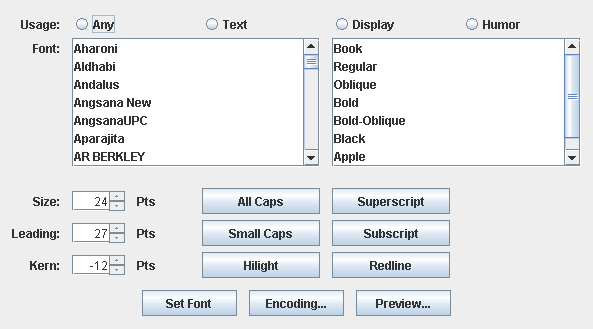 Usage: Any Text Display Humor
Font: Aharoni Book
Aldhabi Regular
Andalus Oblique
Angsana New Bold
AngsanaUPC Bold-Oblique
Aparajita Black
AR BERKLEY Apple
Size: 24 Pts All Caps Superscript
Leading: 27 Pts Small Caps Subscript
Kern: -12 Pts Hilight Redline
Set Font Encoding... Preview...